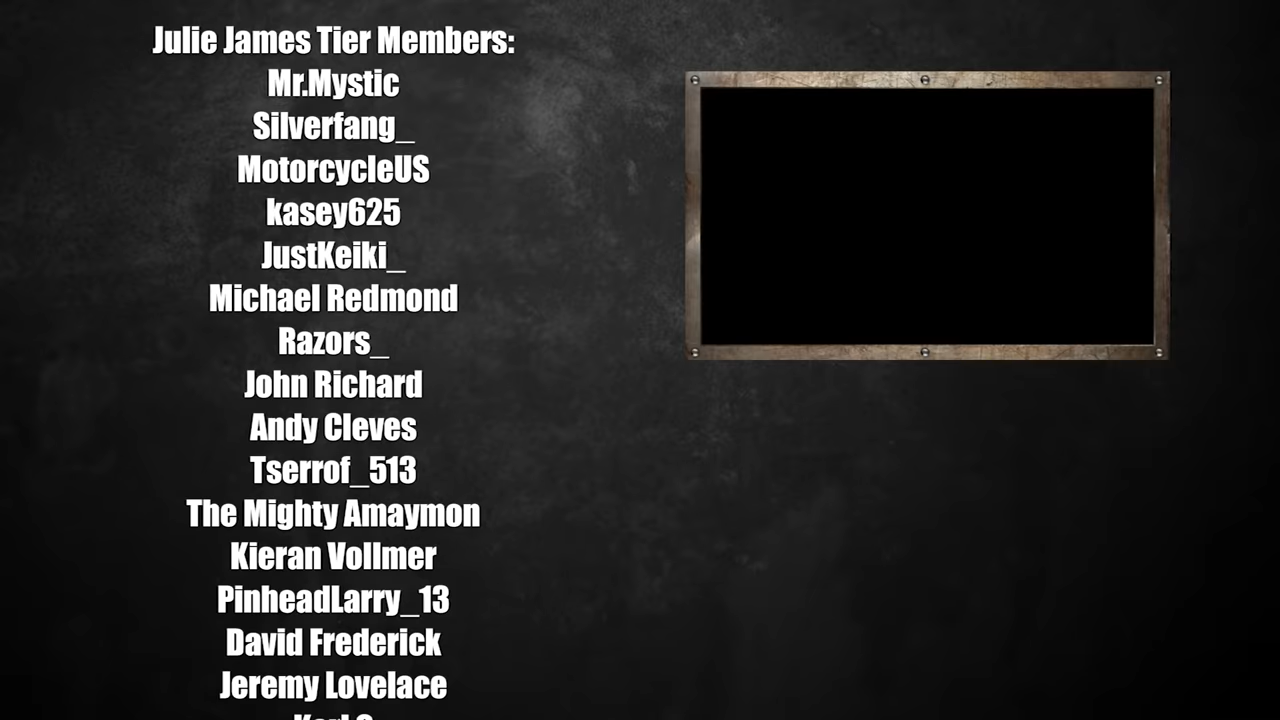 Julie James Tier Members:
Mr.Mystic
Silverfang_
MotorcycleUS
kasey625
JustKeiki_
Michael Redmond
Razors_
John Richard
Andy Cleves
Tserrof_513
The Mighty Amaymon
Kieran Vollmer
PinheadLarry_13
David Frederick
Jeremy Lovelace